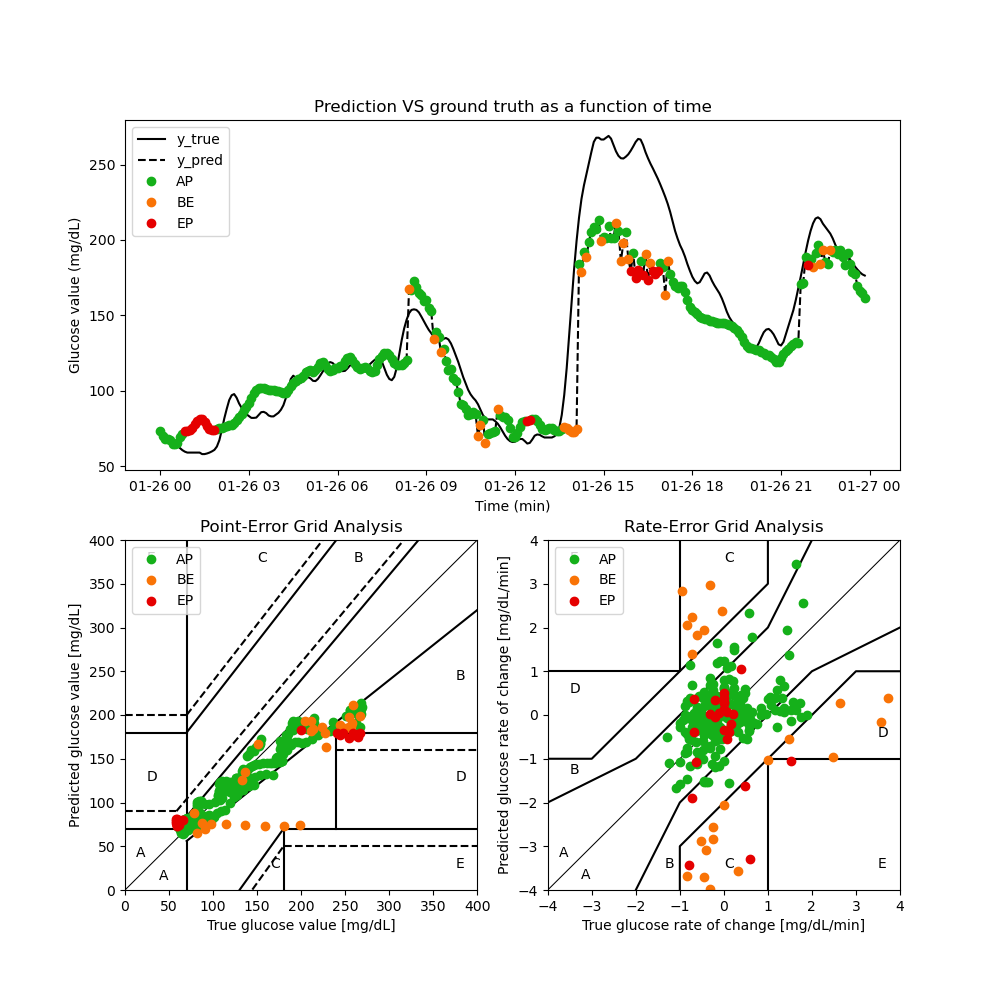 Prediction VS ground truth as a function of time
Glucose value (mg/dL)
250
200
150
100
50
y_true
y_pred
AP
BE
EP
01-26 00 01-26 03 01-26 06 01-26 09 01-26 12 01-26 15 01-26 18 01-26 21 01-27 00
Time (min)
Point-Error Grid Analysis
Predicted glucose value [mg/dL]
400
350
300
250
200
150
100
50
0
AP
BE
EP
C
B
B
D
D
A
A
C
E
0 50 100 150 200 250 300 350 400
True glucose value [mg/dL]
Rate-Error Grid Analysis
Predicted glucose rate of change [mg/dL/min]
4
3
2
1
0
−1
−2
−3
−4
AP
BE
EP
C
D
D
B
A
A
B
C
E
−4 −3 −2 −1 0 1 2 3 4
True glucose rate of change [mg/dL/min]